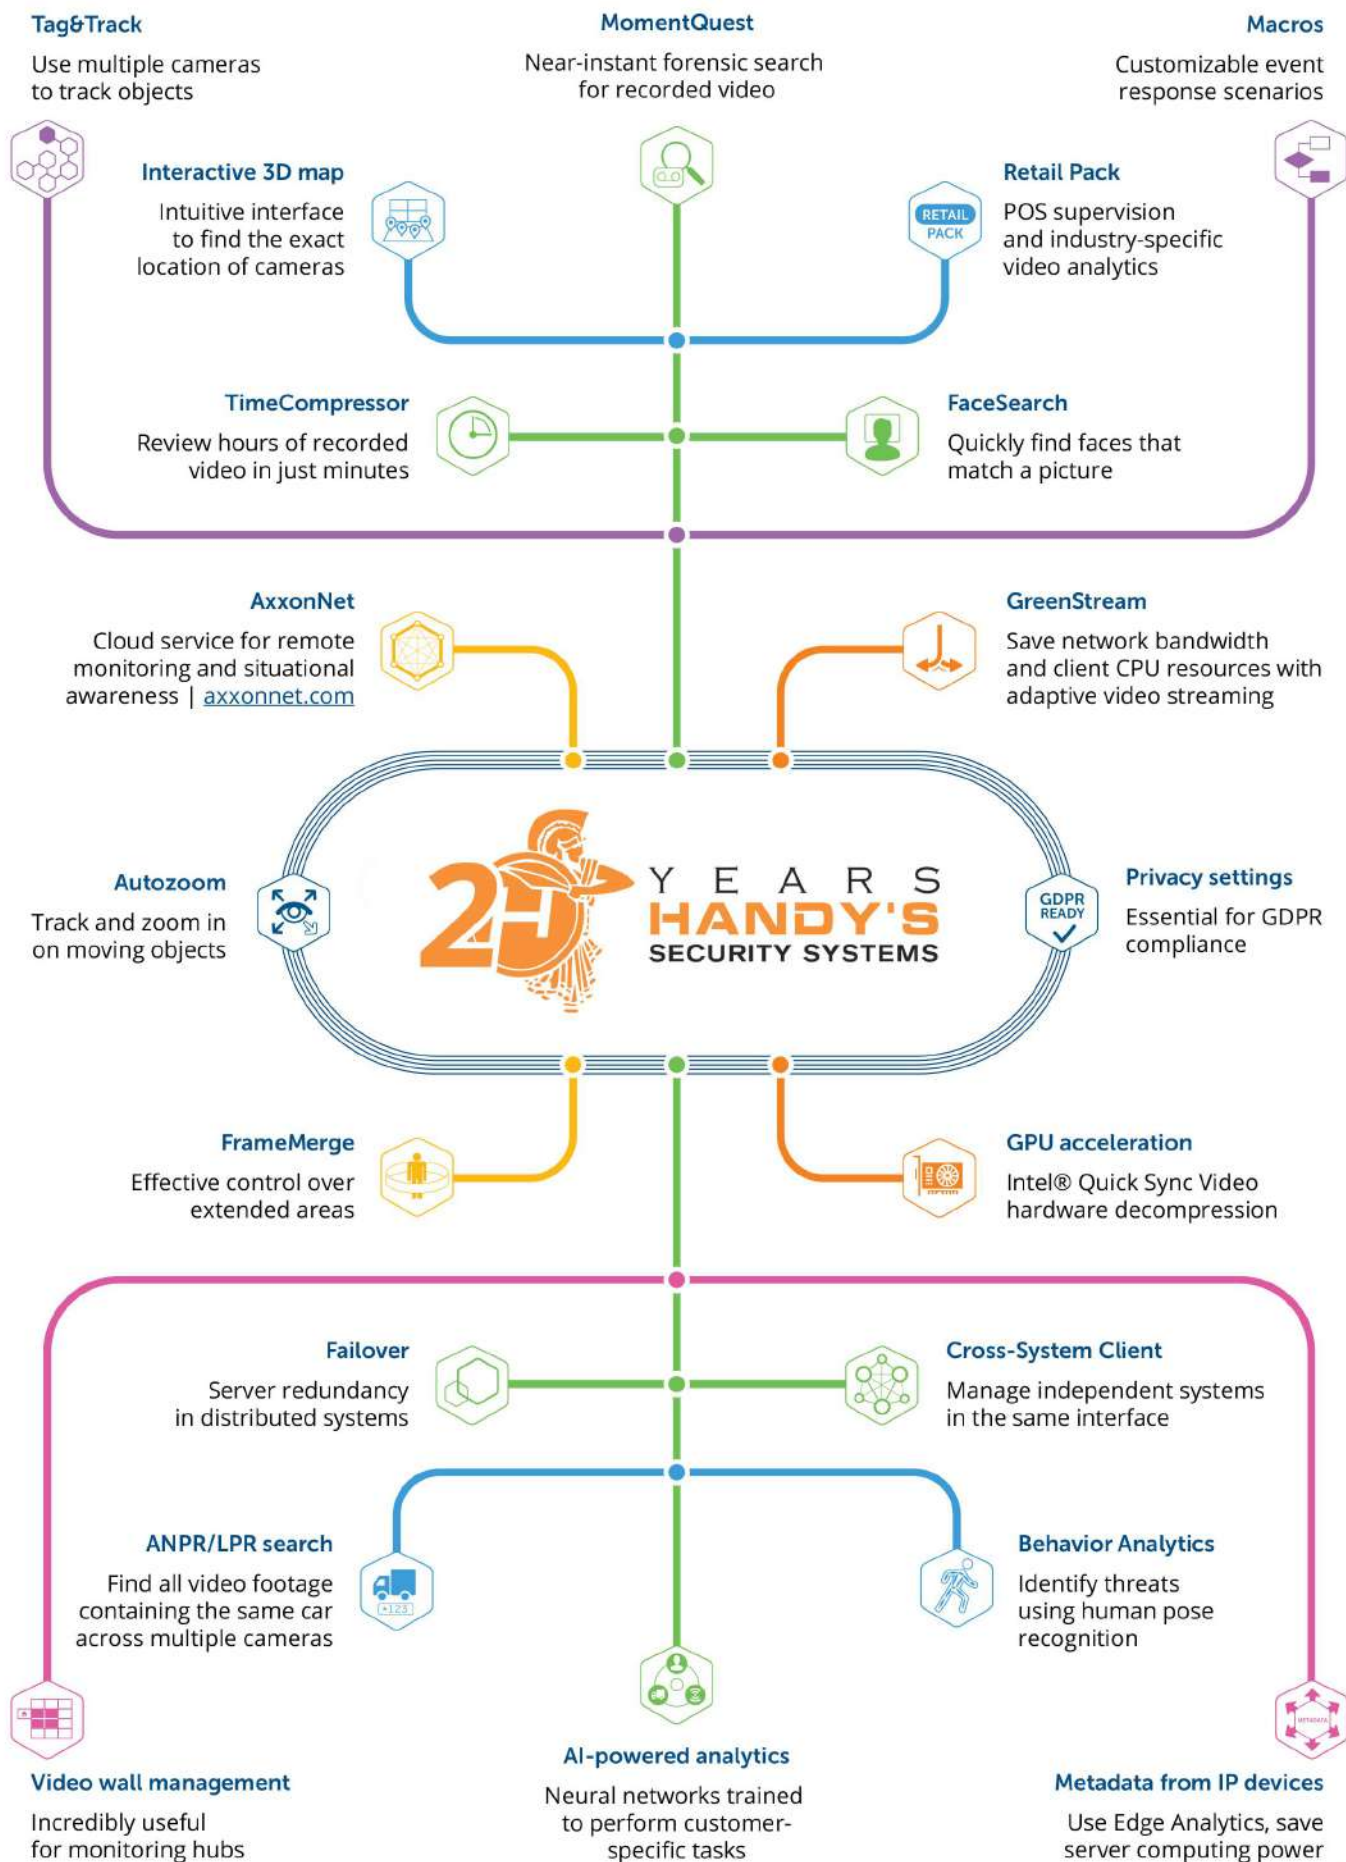 Tag&Track
Use multiple cameras
to track objects
MomentQuest
Near-instant forensic search
for recorded video
Macros
Customizable event
response scenarios
Interactive 3D map
Intuitive interface
to find the exact
location of cameras
RETAIL
PACK
Retail Pack
POS supervision
and industry-specific
video analytics
TimeCompressor
Review hours of recorded
video in just minutes
FaceSearch
Quickly find faces that
match a picture
AxxonNet
Cloud service for remote
monitoring and situational
awareness | axxonnet.com
GreenStream
Save network bandwidth
and client CPU resources with
adaptive video streaming
Autozoom
Track and zoom in
on moving objects
2H YEARS
HANDY'S
SECURITY SYSTEMS
GDPR
READY
Privacy settings
Essential for GDPR
compliance
FrameMerge
Effective control over
extended areas
GPU acceleration
Intel® Quick Sync Video
hardware decompression
Failover
Server redundancy
in distributed systems
Cross-System Client
Manage independent systems
in the same interface
ANPR/LPR search
Find all video footage
containing the same car
across multiple cameras
•123
Behavior Analytics
Identify threats
using human pose
recognition
Video wall management
Incredibly useful
for monitoring hubs
AI-powered analytics
Neural networks trained
to perform customer-
specific tasks
METADATA
Metadata from IP devices
Use Edge Analytics, save
server computing power